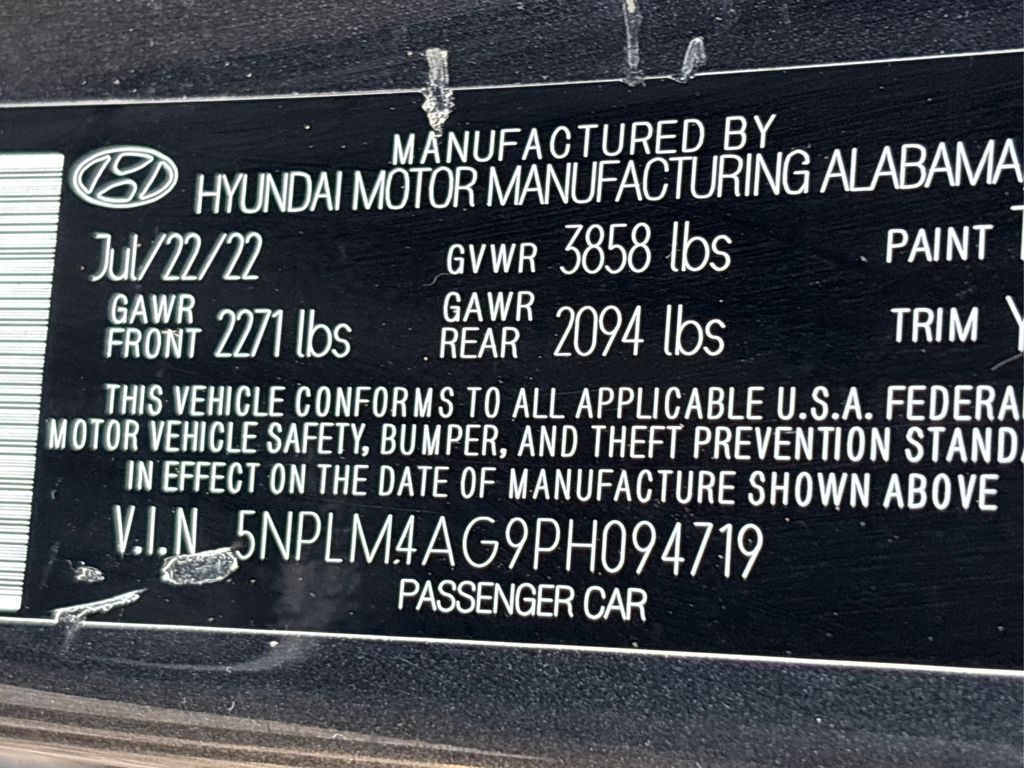 MANUFACTURED BY
HYUNDAI MOTOR MANUFACTURING ALABAMA
Jul/22/22 GVWR 3858 lbs PAINT
GAWR FRONT 2271 lbs GAWR REAR 2094 lbs TRIM
THIS VEHICLE CONFORMS TO ALL APPLICABLE U.S.A. FEDERA
MOTOR VEHICLE SAFETY, BUMPER, AND THEFT PREVENTION STANDA
IN EFFECT ON THE DATE OF MANUFACTURE SHOWN ABOVE
V.I.N 5NPLM4AG9PH094719
PASSENGER CAR